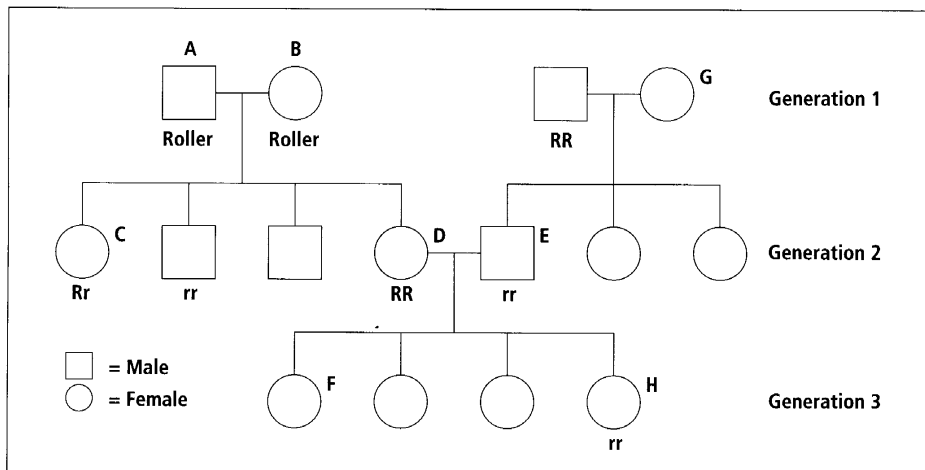 A B
G
Generation 1
Roller Roller RR
C D E
Generation 2
Rr rr RR rr
= Male
= Female
F H
Generation 3
rr